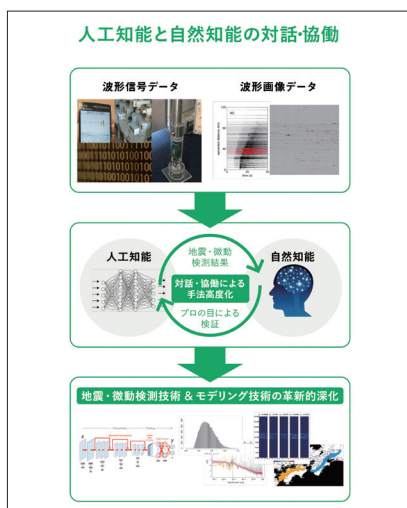 人工知能と自然知能の対話・協働
波形信号データ
波形画像データ
人工知能
地震・微動
検測結果
自然知能
対話・協働による
手法高度化
プロの目による
検証
地震・微動検測技術 & モデリング技術の革新的深化